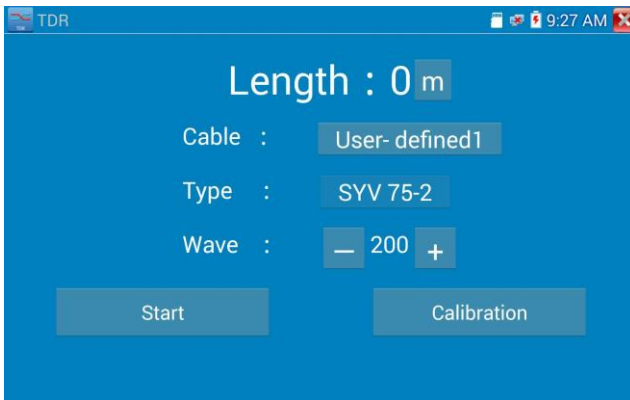 TDR 9:27 AM
Length : 0 m
Cable : User- defined1
Type : SYV 75-2
Wave : — 200 +
Start Calibration